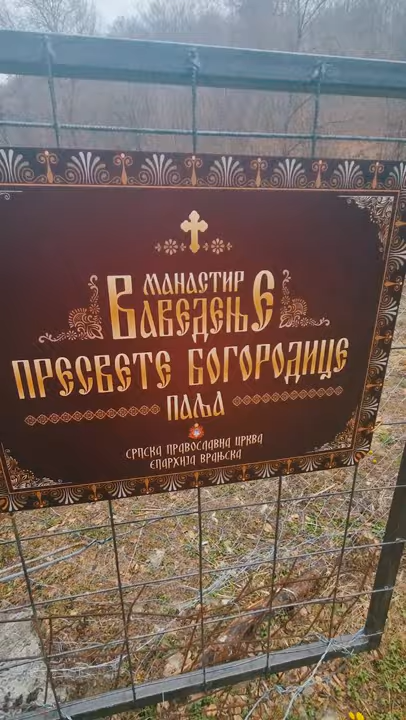 МАНАСТИР
ВАВЕДЕЊЕ
ПРЕСВЕТЕ БОГОРОДИЦЕ
ПАЉА
СРПСКА ПРАВОСЛАВНА ЦРКВА
ЕПАРХИЈА ВРАЊСКА